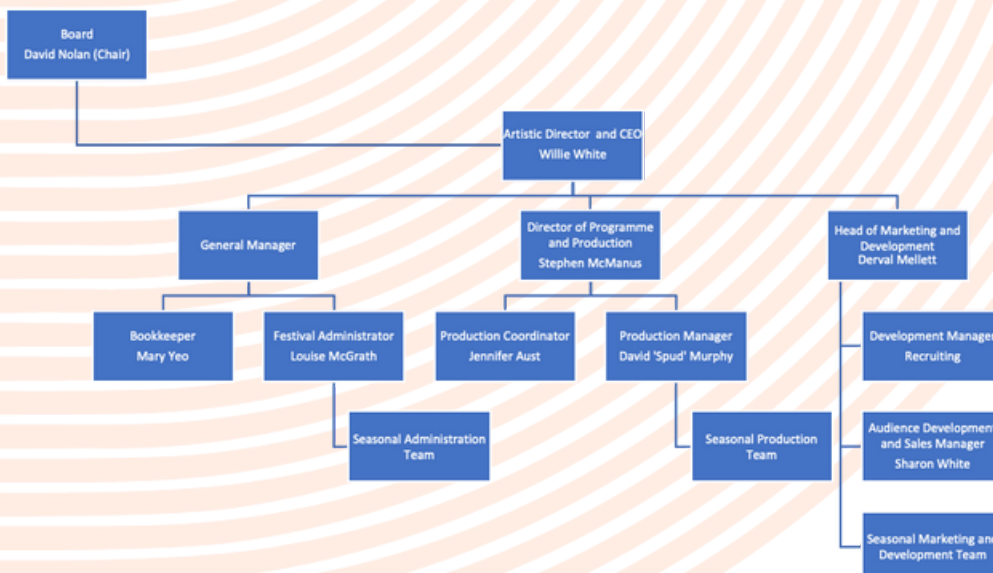 Board
David Nolan (Chair)
Artistic Director and CEO
Willie White
General Manager
Director of Programme
and Production
Stephen McManus
Head of Marketing and
Development
Derval Mellett
Bookkeeper
Mary Yeo
Festival Administrator
Louise McGrath
Production Coordinator
Jennifer Aust
Production Manager
David 'Spud' Murphy
Development Manager
Recruiting
Seasonal Administration
Team
Seasonal Production
Team
Audience Development
and Sales Manager
Sharon White
Seasonal Marketing and
Development Team